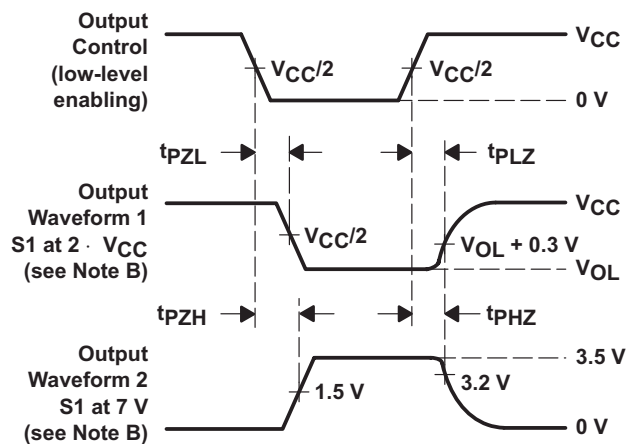 Output
Control
(low-level
enabling)
VCC
VCC/2
VCC/2
0 V
tPZL
tPLZ
Output
Waveform 1
S1 at 2 · VCC
(see Note B)
VCC
VCC/2
VOL + 0.3 V
VOL
tPZH
tPHZ
Output
Waveform 2
S1 at 7 V
(see Note B)
3.5 V
1.5 V
3.2 V
0 V